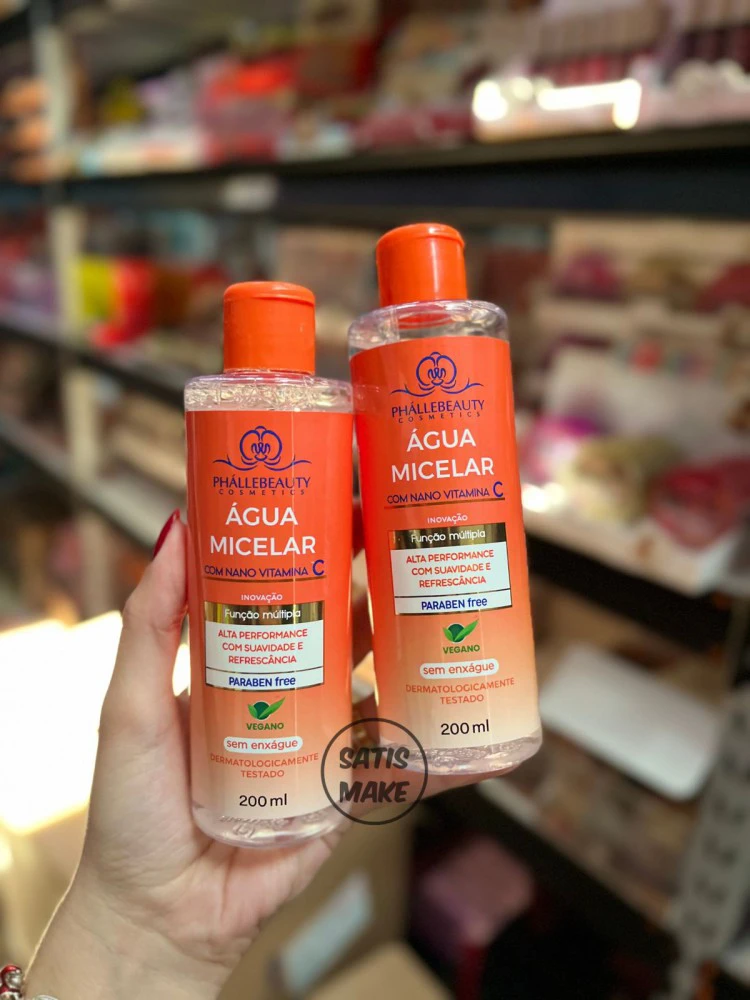 PHÁLLEBEAUTY
COSMETICS
ÁGUA
MICELAR
COM NANO VITAMINA C
INOVAÇÃO
Função múltipla
ALTA PERFORMANCE
COM SUAVIDADE E
REFRESCÂNCIA
PARABEN free
VEGANO
sem enxágue
DERMATOLOGICAMENTE
TESTADO
200 ml
PHÁLLEBEAUTY
COSMETICS
ÁGUA
MICELAR
COM NANO VITAMINA C
INOVAÇÃO
Função múltipla
ALTA PERFORMANCE
COM SUAVIDADE E
REFRESCÂNCIA
PARABEN free
VEGANO
sem enxágue
DERMATOLOGICAMENTE
TESTADO
200 ml
SATIS
MAKE